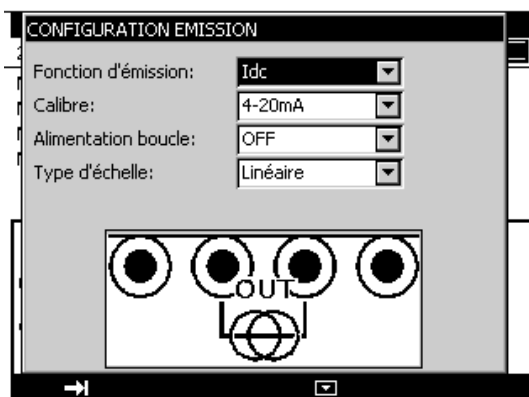 CONFIGURATION EMISSION
Fonction d'émission: Idc
Calibre: 4-20mA
Alimentation boucle: OFF
Type d'échelle: Linéaire
OUT